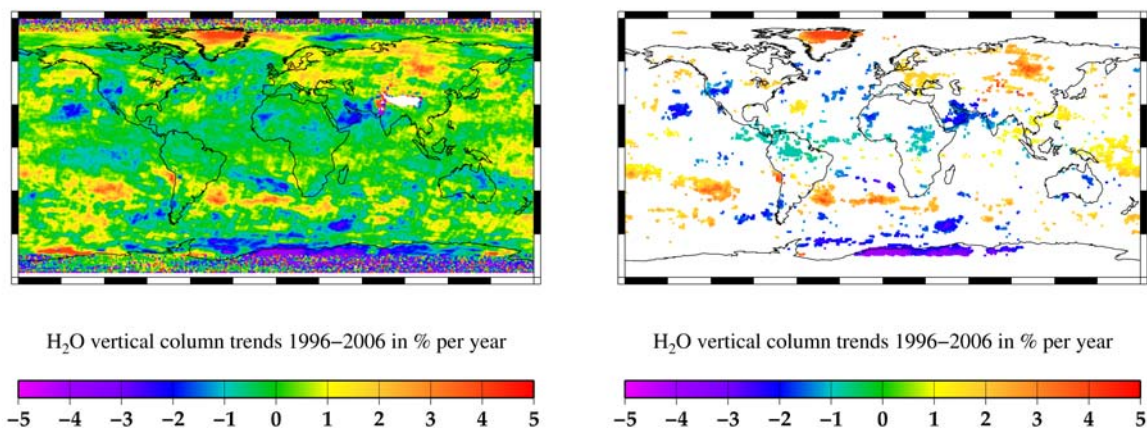 H₂O vertical column trends 1996−2006 in % per year
−5 −4 −3 −2 −1 0 1 2 3 4 5
H₂O vertical column trends 1996−2006 in % per year
−5 −4 −3 −2 −1 0 1 2 3 4 5